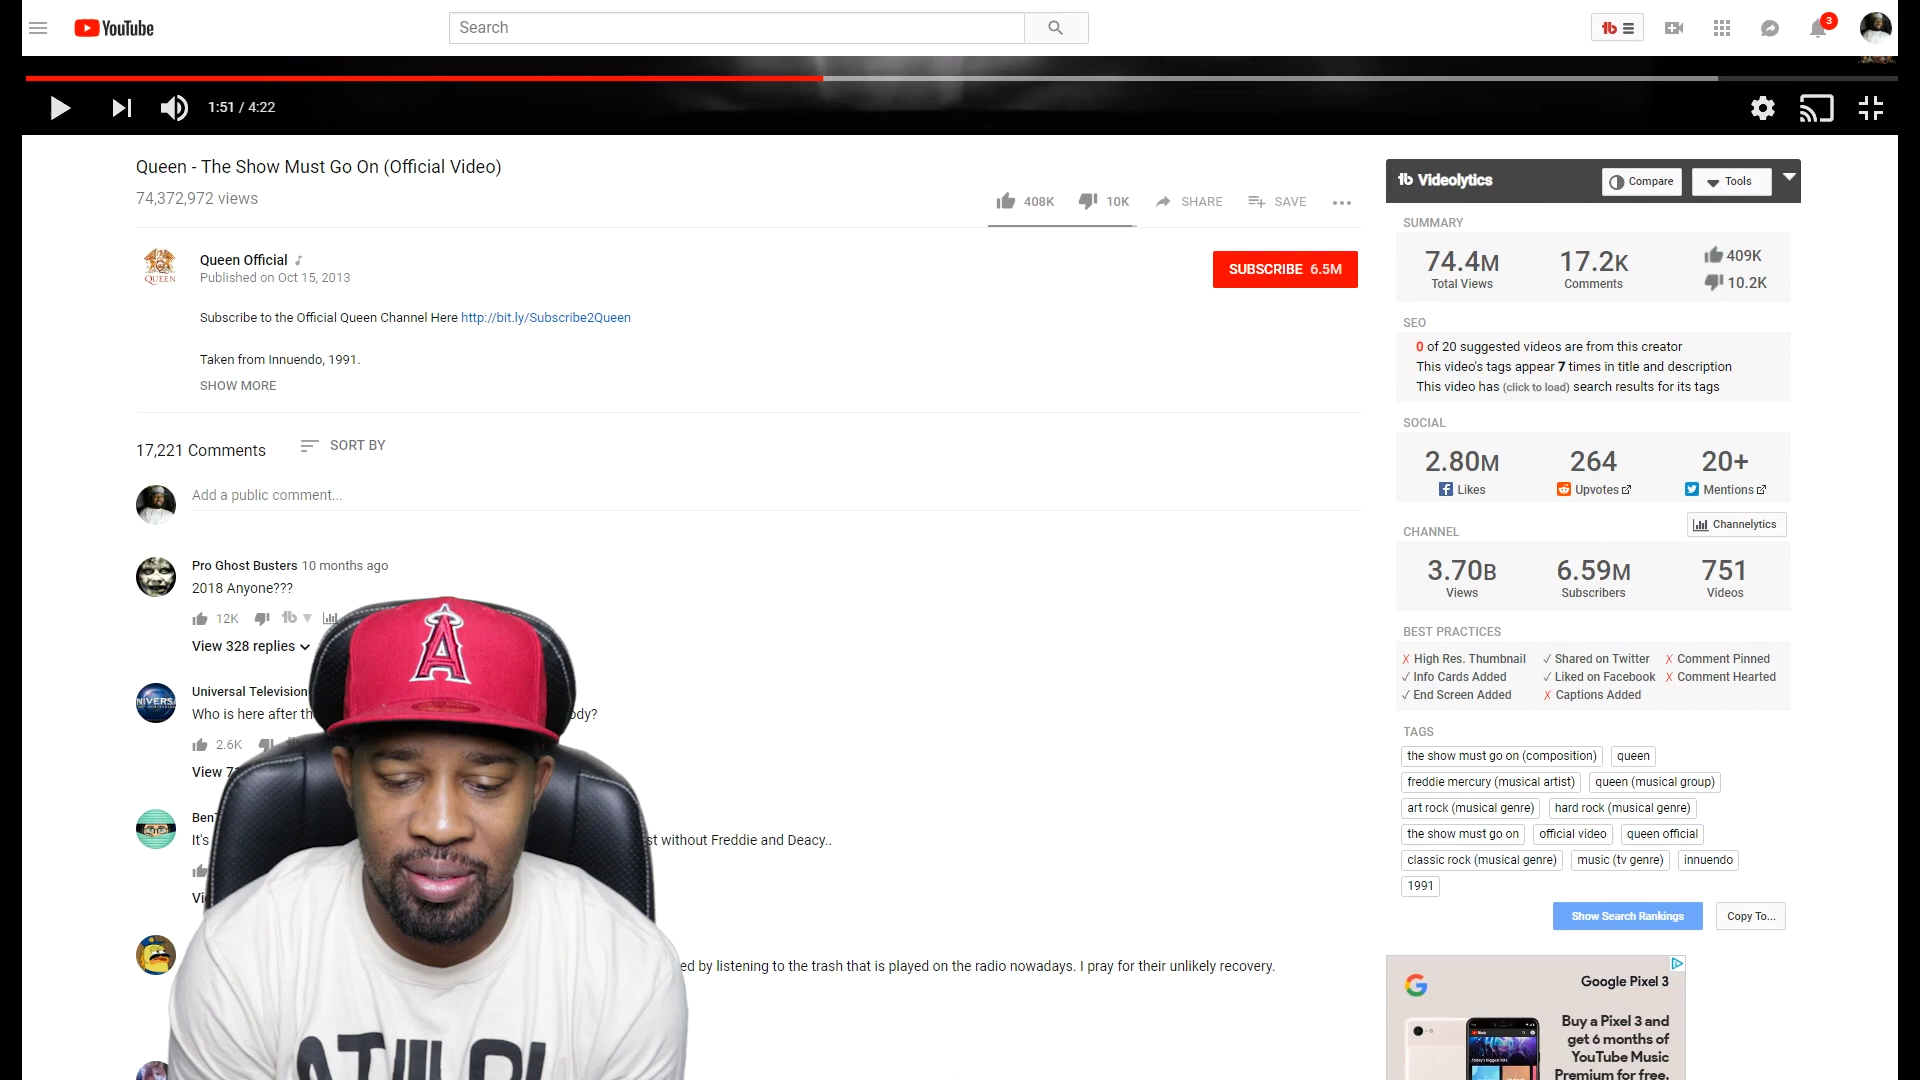 YouTube
Search
3
1:51 / 4:22
Queen - The Show Must Go On (Official Video)
74,372,972 views
408K
10K
SHARE
SAVE
QUEEN
Queen Official
Published on Oct 15, 2013
SUBSCRIBE 6.5M
Subscribe to the Official Queen Channel Here http://bit.ly/Subscribe2Queen
Taken from Innuendo, 1991.
SHOW MORE
17,221 Comments
SORT BY
Add a public comment...
Pro Ghost Busters 10 months ago
2018 Anyone???
12K
View 328 replies
Universal Television
Who is here after
2.6K
View
It's
st without Freddie and Deacy..
ed by listening to the trash that is played on the radio nowadays. I pray for their unlikely recovery.
A
tb Videolytics
Compare
Tools
SUMMARY
74.4M
Total Views
17.2K
Comments
409K
10.2K
SEO
0 of 20 suggested videos are from this creator
This video's tags appear 7 times in title and description
This video has (click to load) search results for its tags
SOCIAL
2.80M
Likes
264
Upvotes
20+
Mentions
CHANNEL
Channelytics
3.70B
Views
6.59M
Subscribers
751
Videos
BEST PRACTICES
✗ High Res. Thumbnail ✓ Shared on Twitter ✗ Comment Pinned
✓ Info Cards Added ✓ Liked on Facebook ✗ Comment Hearted
✓ End Screen Added ✗ Captions Added
TAGS
the show must go on (composition) queen
freddie mercury (musical artist) queen (musical group)
art rock (musical genre) hard rock (musical genre)
the show must go on official video queen official
classic rock (musical genre) music (tv genre) innuendo
1991
Show Search Rankings
Copy To...
Google Pixel 3
Buy a Pixel 3 and
get 6 months of
YouTube Music
Premium for free.